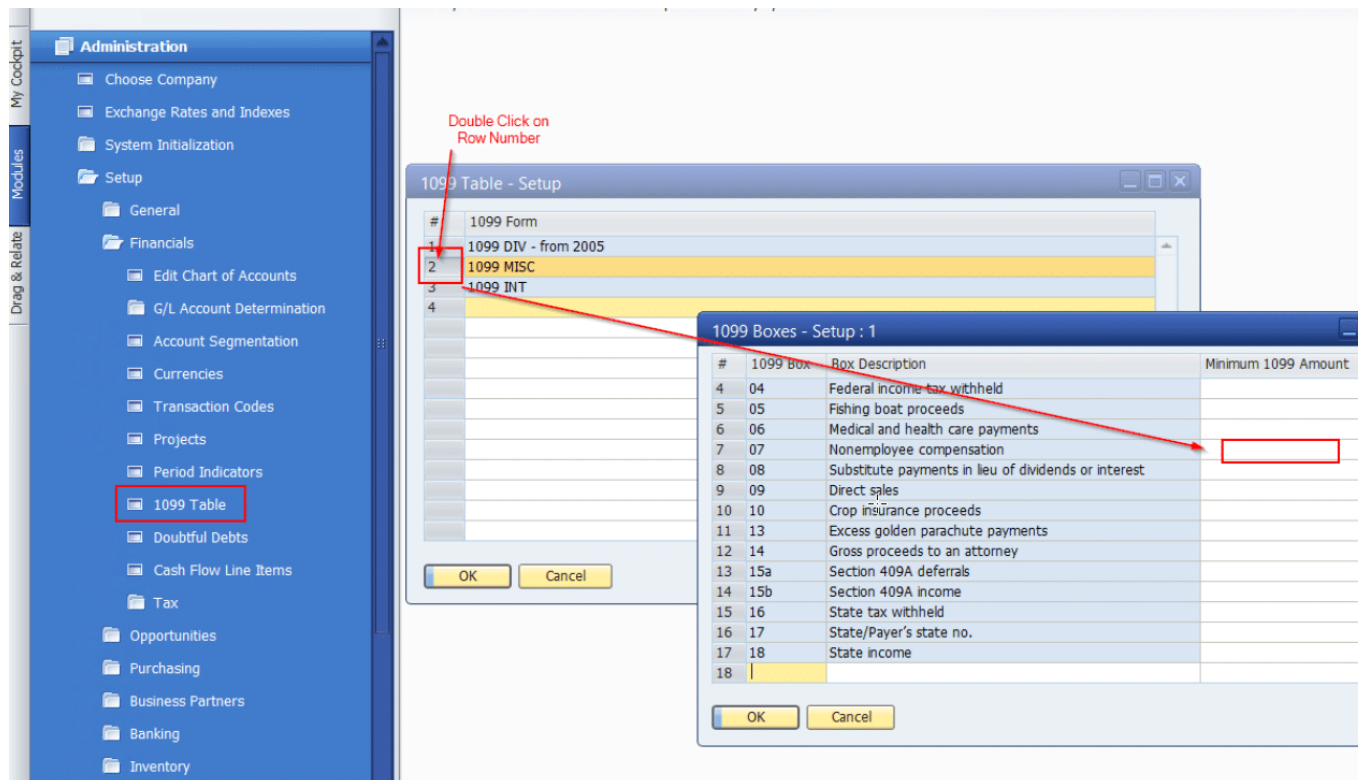 My Cockpit
Modules
Drag & Relate
Administration
Choose Company
Exchange Rates and Indexes
System Initialization
Setup
General
Financials
Edit Chart of Accounts
G/L Account Determination
Account Segmentation
Currencies
Transaction Codes
Projects
Period Indicators
1099 Table
Doubtful Debts
Cash Flow Line Items
Tax
Opportunities
Purchasing
Business Partners
Banking
Inventory
Double Click on
Row Number
1099 Table - Setup
# 1099 Form
1 1099 DIV - from 2005
2 1099 MISC
3 1099 INT
4
OK Cancel
1099 Boxes - Setup : 1
# 1099 Box Box Description Minimum 1099 Amount
4 04 Federal income tax withheld
5 05 Fishing boat proceeds
6 06 Medical and health care payments
7 07 Nonemployee compensation
8 08 Substitute payments in lieu of dividends or interest
9 09 Direct sales
10 10 Crop insurance proceeds
11 13 Excess golden parachute payments
12 14 Gross proceeds to an attorney
13 15a Section 409A deferrals
14 15b Section 409A income
15 16 State tax withheld
16 17 State/Payer's state no.
17 18 State income
18
OK Cancel